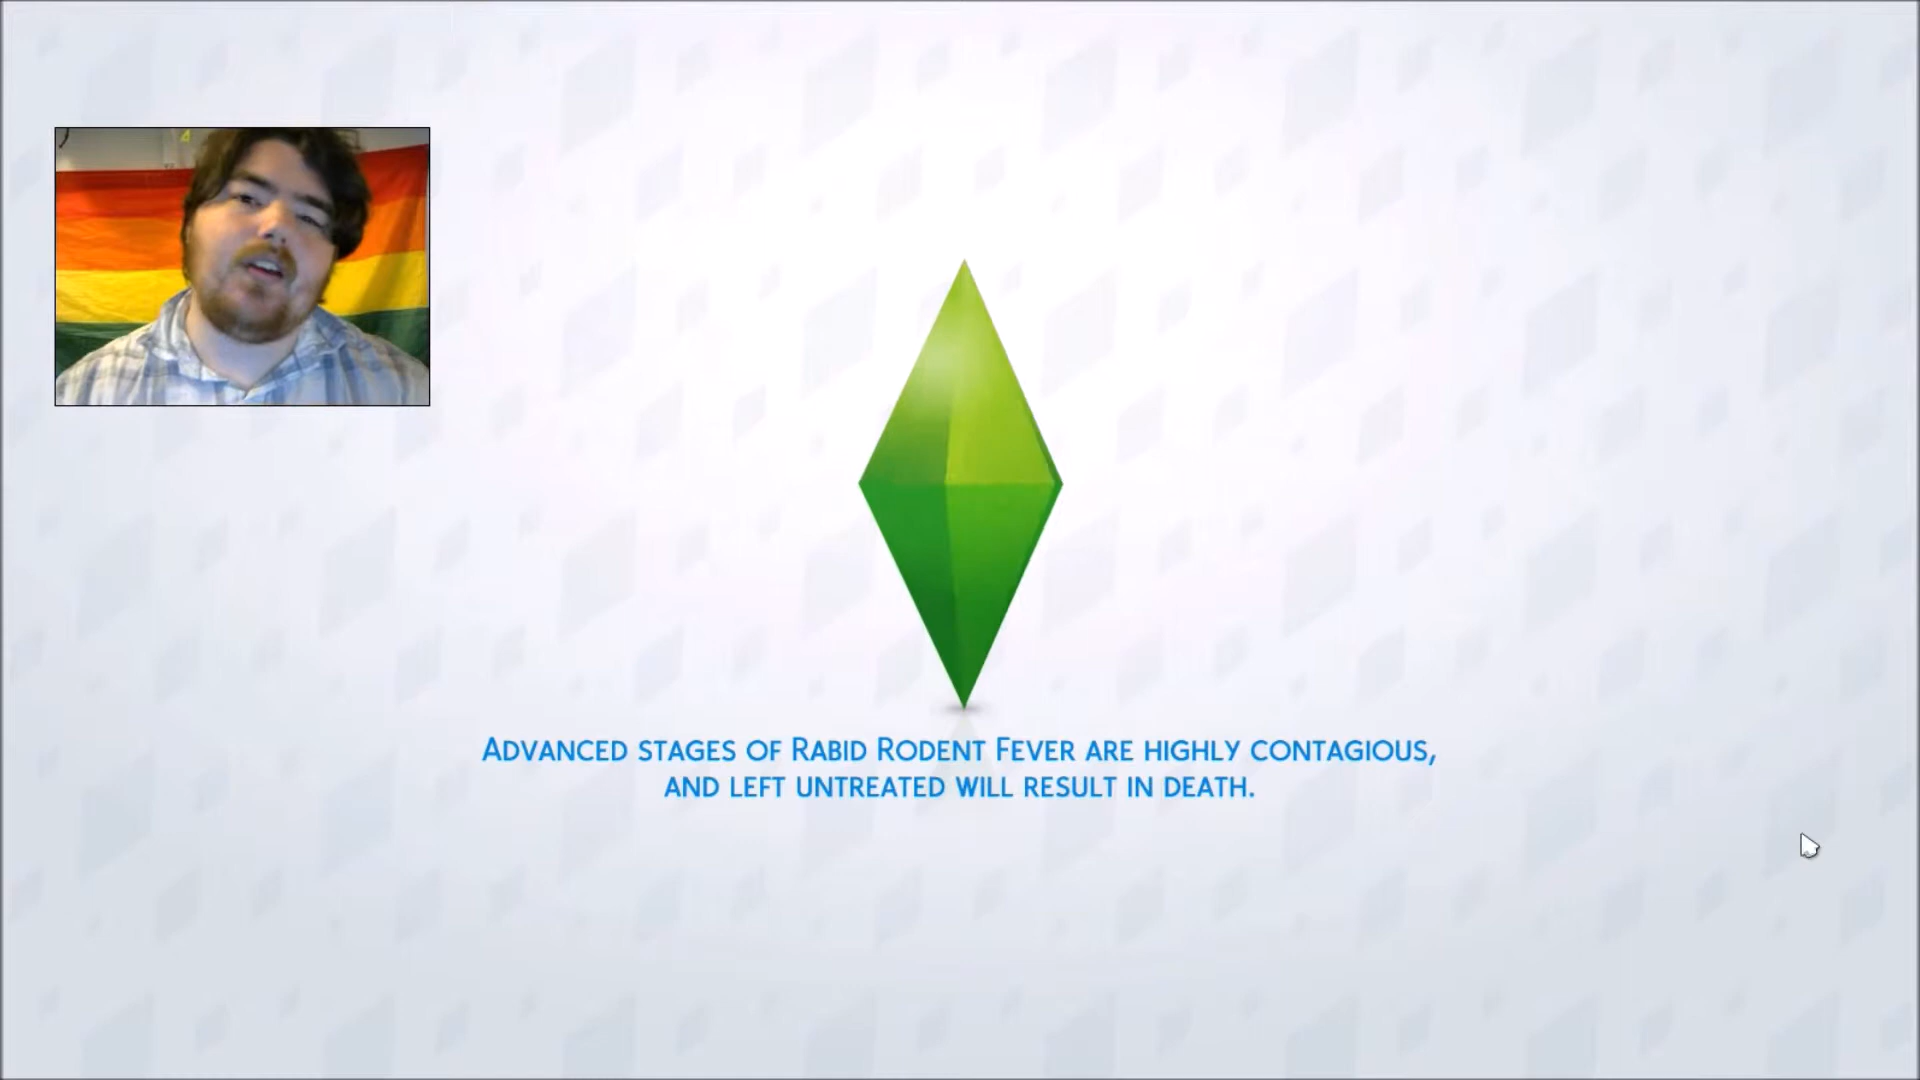 Advanced stages of Rabid Rodent Fever are highly contagious,
and left untreated will result in death.